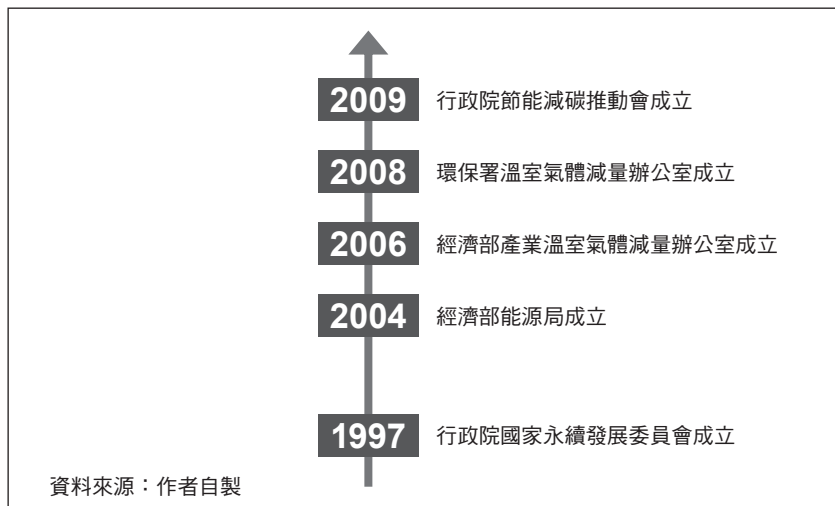 2009 行政院節能減碳推動會成立
2008 環保署溫室氣體減量辦公室成立
2006 經濟部產業溫室氣體減量辦公室成立
2004 經濟部能源局成立
1997 行政院國家永續發展委員會成立
資料來源：作者自製